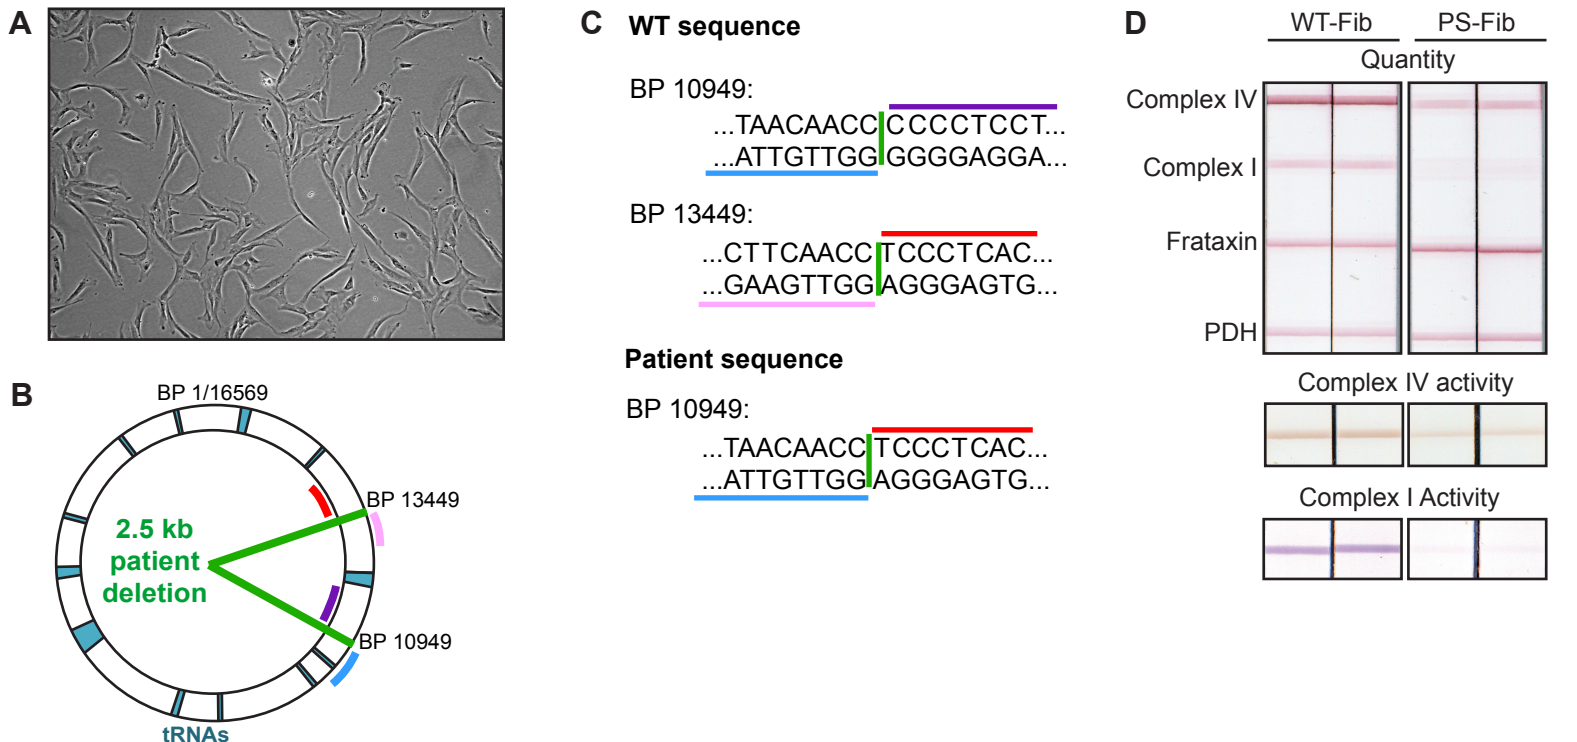 A
B
BP 1/16569
BP 13449
2.5 kb
patient
deletion
BP 10949
tRNAs
C
WT sequence
BP 10949:
...TAACAACC CCCCTCCT...
...ATTGTTGG GGGGAGGA...
BP 13449:
...CTTCAACC TCCCTCAC...
...GAAGTTGG AGGGAGTG...
Patient sequence
BP 10949:
...TAACAACC TCCCTCAC...
...ATTGTTGG AGGGAGTG...
D
WT-Fib PS-Fib
Quantity
Complex IV
Complex I
Frataxin
PDH
Complex IV activity
Complex I Activity